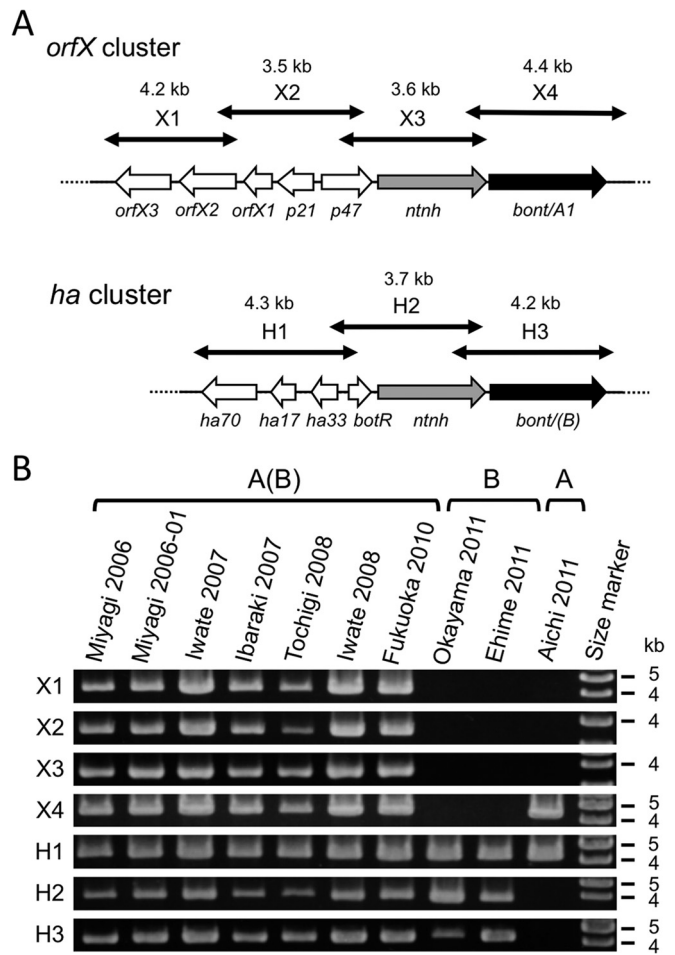 A
orfX cluster
3.5 kb
4.4 kb
4.2 kb
X2
3.6 kb
X4
X1
X3
orfX3 orfX2 orfX1 p21 p47 ntnh bont/A1
ha cluster
3.7 kb
4.3 kb
H2
4.2 kb
H1
H3
ha70 ha17 ha33 botR ntnh bont/(B)
B
A(B) B A
Miyagi 2006
Miyagi 2006-01
Iwate 2007
Ibaraki 2007
Tochigi 2008
Iwate 2008
Fukuoka 2010
Okayama 2011
Ehime 2011
Aichi 2011
Size marker
kb
X1 5
4
X2 4
X3 4
X4 5
4
H1 5
4
H2 5
4
H3 5
4